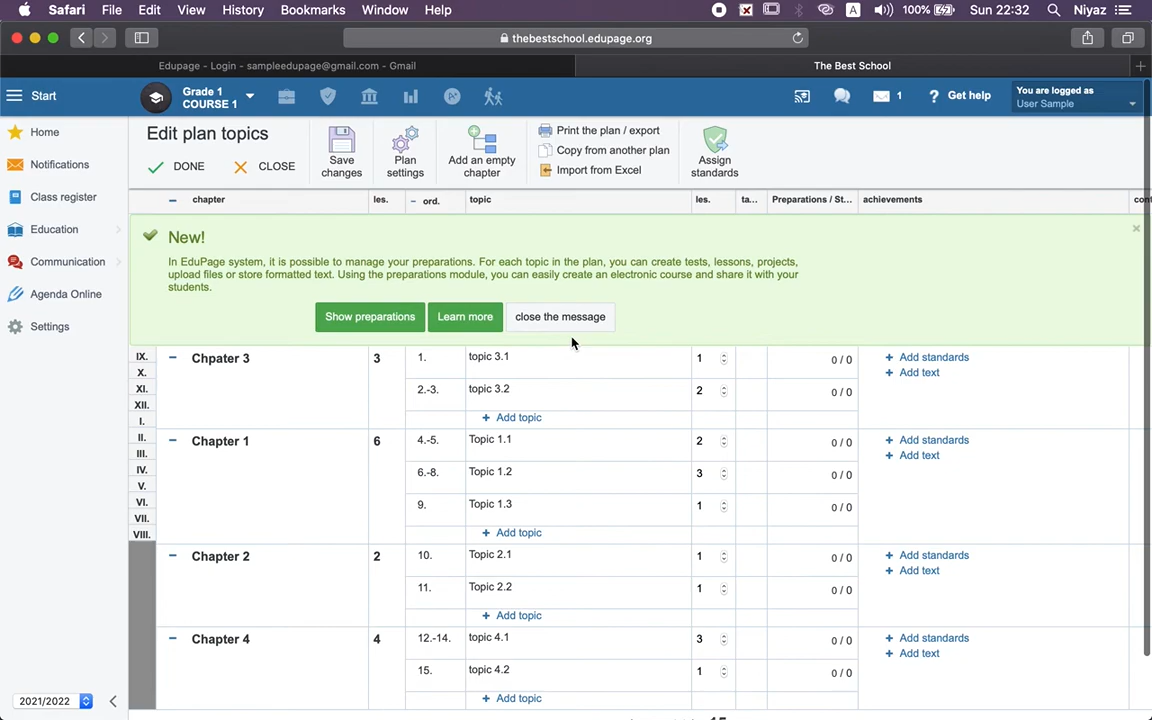 Safari File Edit View History Bookmarks Window Help A 100% Sun 22:32 Niyaz
thebestschool.edupage.org
Edupage - Login - sampleedupage@gmail.com - Gmail The Best School
Start Grade 1 COURSE 1 1 ? Get help You are logged as User Sample
Home
Notifications
Class register
Education
Communication
Agenda Online
Settings
2021/2022
Edit plan topics
DONE CLOSE
Save changes
Plan settings
Add an empty chapter
Print the plan / export
Copy from another plan
Import from Excel
Assign standards
chapter les. ord. topic les. ta... Preparations / St... achievements
New!
In EduPage system, it is possible to manage your preparations. For each topic in the plan, you can create tests, lessons, projects,
upload files or store formatted text. Using the preparations module, you can easily create an electronic course and share it with your
students.
Show preparations Learn more close the message
IX.
X.
XI.
XII.
I.
II.
III.
IV.
V.
VI.
VII.
VIII.
− Chpater 3 3 1. topic 3.1 1 0 / 0 + Add standards
+ Add text
2.-3. topic 3.2 2 0 / 0
+ Add topic
− Chapter 1 6 4.-5. Topic 1.1 2 0 / 0 + Add standards
+ Add text
6.-8. Topic 1.2 3 0 / 0
9. Topic 1.3 1 0 / 0
+ Add topic
− Chapter 2 2 10. Topic 2.1 1 0 / 0 + Add standards
+ Add text
11. Topic 2.2 1 0 / 0
+ Add topic
− Chapter 4 4 12.-14. topic 4.1 3 0 / 0 + Add standards
+ Add text
15. topic 4.2 1 0 / 0
+ Add topic